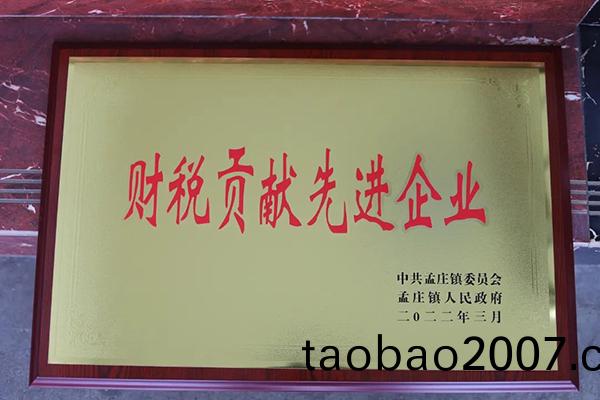 财税贡献先进企业
中共孟庄镇委员会
孟庄镇人民政府
二0二二年三月
taobao2007.c